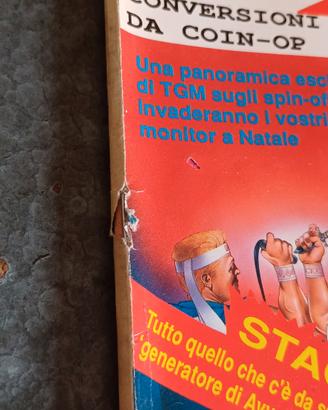 CONVERSIONI
DA COIN-OP
Una panoramica esc
di TGM sugli spin-of
invaderanno i vostri
monitor a Natale
STAC
Tutto quello che c'è da s
generatore di Av